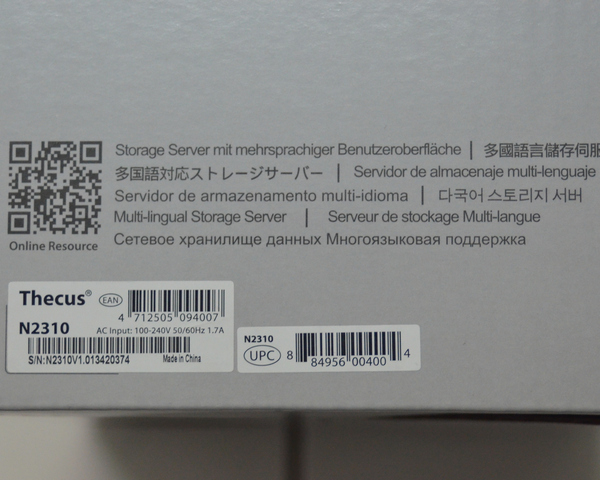 Storage Server mit mehrsprachiger Benutzeroberfläche | 多國語言儲存伺服
多国語対応ストレージサーバー | Servidor de almacenaje multi-lenguaje
Servidor de armazenamento multi-idioma | 다국어 스토리지 서버
Multi-lingual Storage Server | Serveur de stockage Multi-langue
Сетевое хранилище данных Многоязыковая поддержка
Online Resource
Thecus® EAN
4 712505 094007
N2310 AC Input: 100-240V 50/60Hz 1.7A
S/N:N2310V1.013420374 Made in China
N2310
UPC 8 84956 00400 4